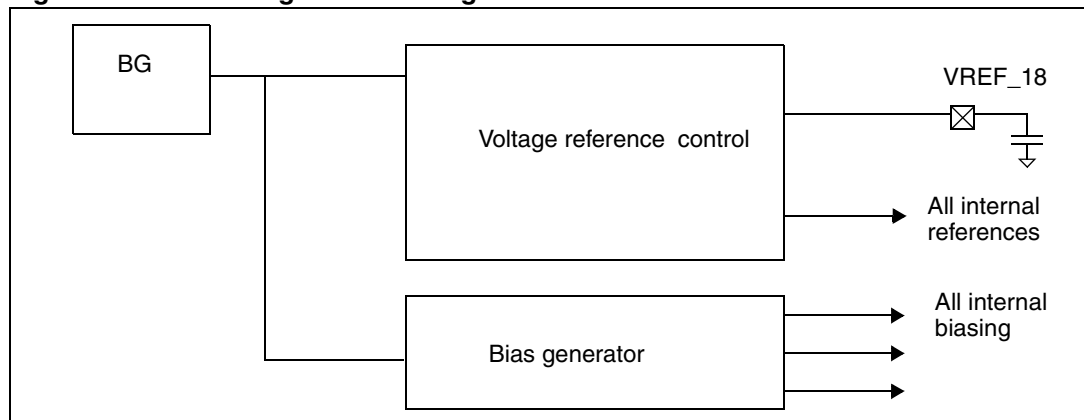 BG
VREF_18
Voltage reference  control
All internal
references
All internal
biasing
Bias generator